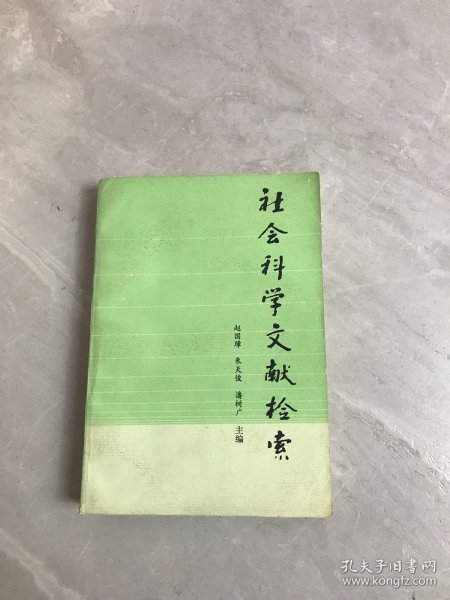 社会科学文献检索
赵国璋 朱天俊 潘树广 主编
孔夫子旧书网
www.kongfz.com